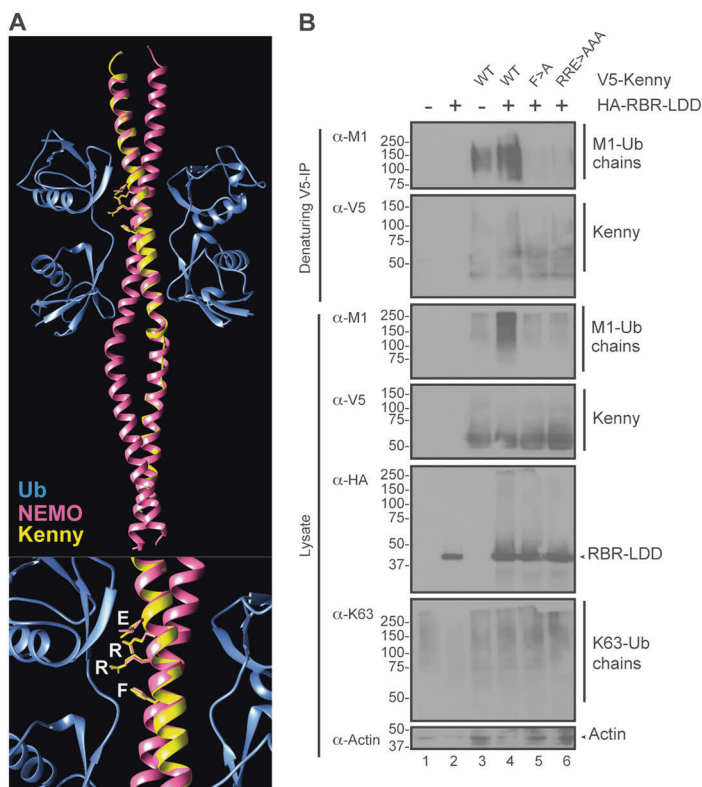 A
Ub
NEMO
Kenny
E
R
R
F
B
WT WT F>A RRE>AAA V5-Kenny
- + - + + + HA-RBR-LDD
Denaturing V5-IP
α-M1
250-
150-
100-
75-
M1-Ub
chains
α-V5
150-
100-
75-
50-
Kenny
Lysate
α-M1
250-
150-
100-
75-
M1-Ub
chains
α-V5
150-
100-
75-
50-
Kenny
α-HA
250-
150-
100-
75-
50-
37-
RBR-LDD
α-K63
250-
150-
100-
75-
50-
K63-Ub
chains
α-Actin
50-
37-
Actin
1 2 3 4 5 6